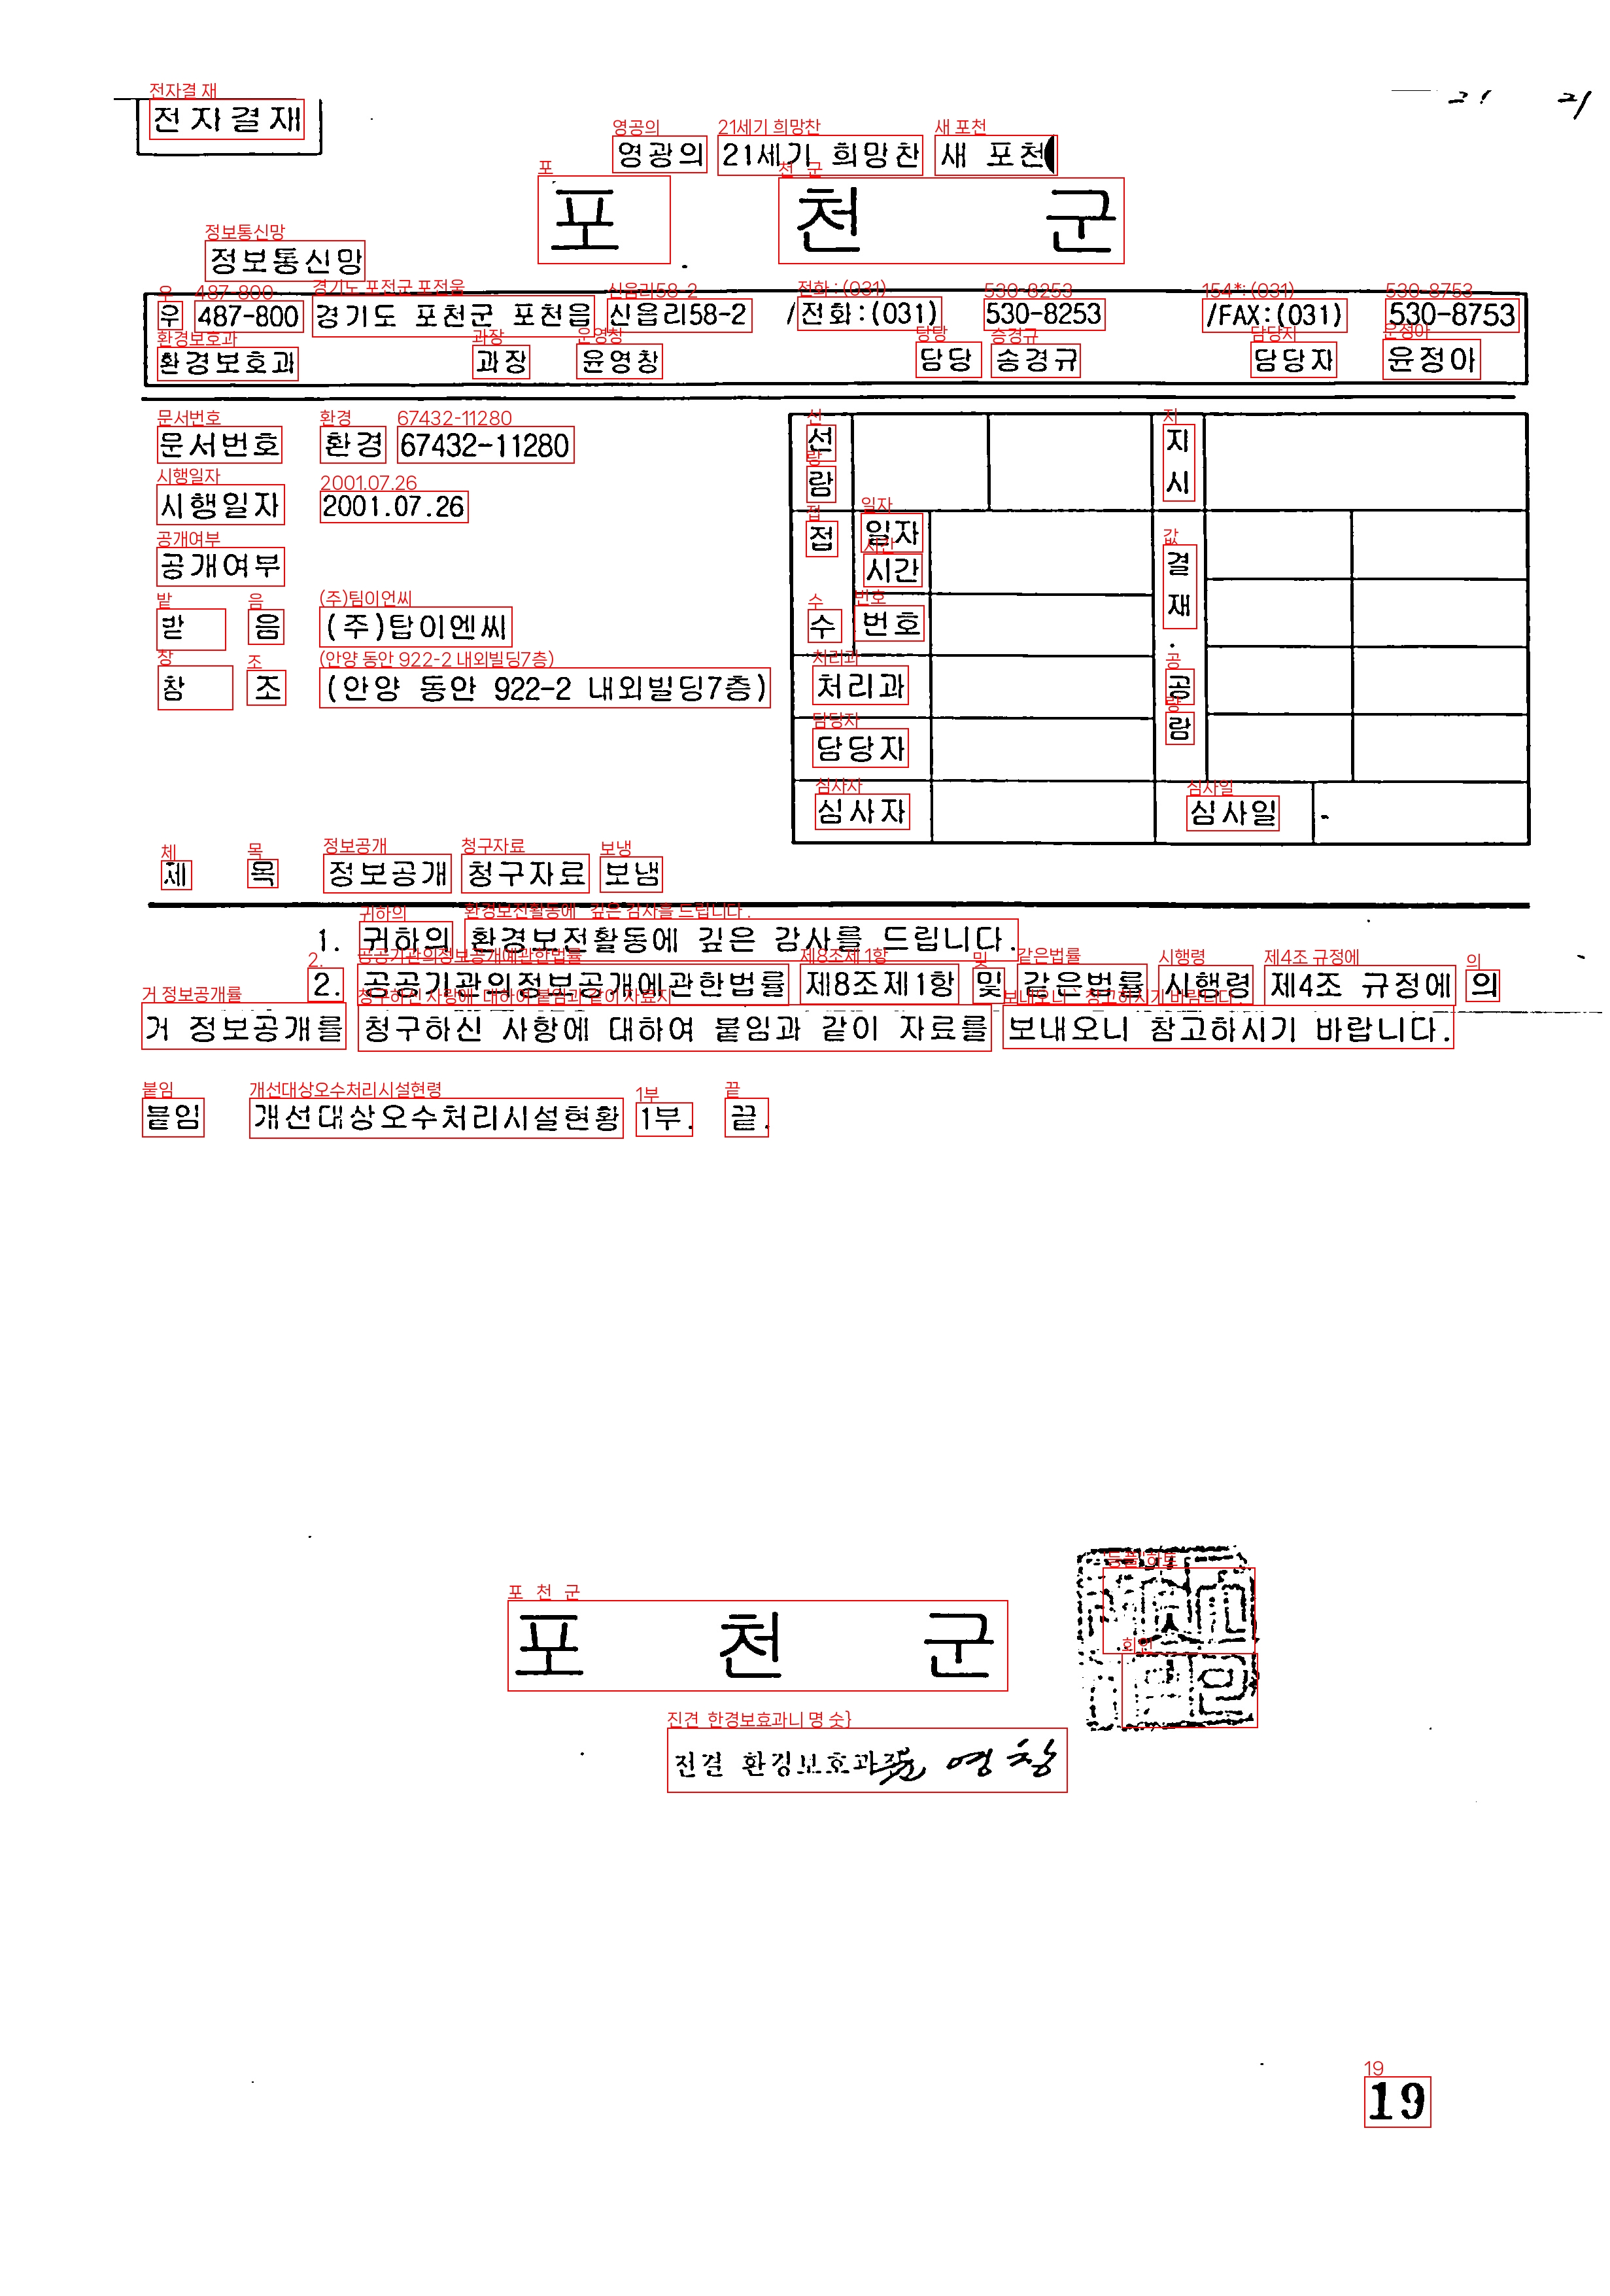 전자결재
영광의 21세기 희망찬 새 포천
포 천 군
정보통신망
우 487-800 경기도 포천군 포천읍 신읍리58-2 /전화:(031) 530-8253 /FAX:(031) 530-8753
환경보호과 과장 윤영창 담당 송경규 담당자 윤정아
문서번호 환경 67432-11280
시행일자 2001.07.26
공개여부
받 음 (주)탑이엔씨
참 조 (안양 동안 922-2 내외빌딩7층)
선람 지시
접수 일자
시간
번호
결재·공람
처리과
담당자
심사자 심사일
제 목 정보공개 청구자료 보냄
1. 귀하의 환경보전활동에 깊은 감사를 드립니다.
2. 공공기관의정보공개에관한법률 제8조제1항 및 같은법률 시행령 제4조 규정에 의
거 정보공개를 청구하신 사항에 대하여 붙임과 같이 자료를 보내오니 참고하시기 바랍니다.
붙임 개선대상오수처리시설현황 1부. 끝.
포 천 군
전결 환경보호과장 윤영창
19